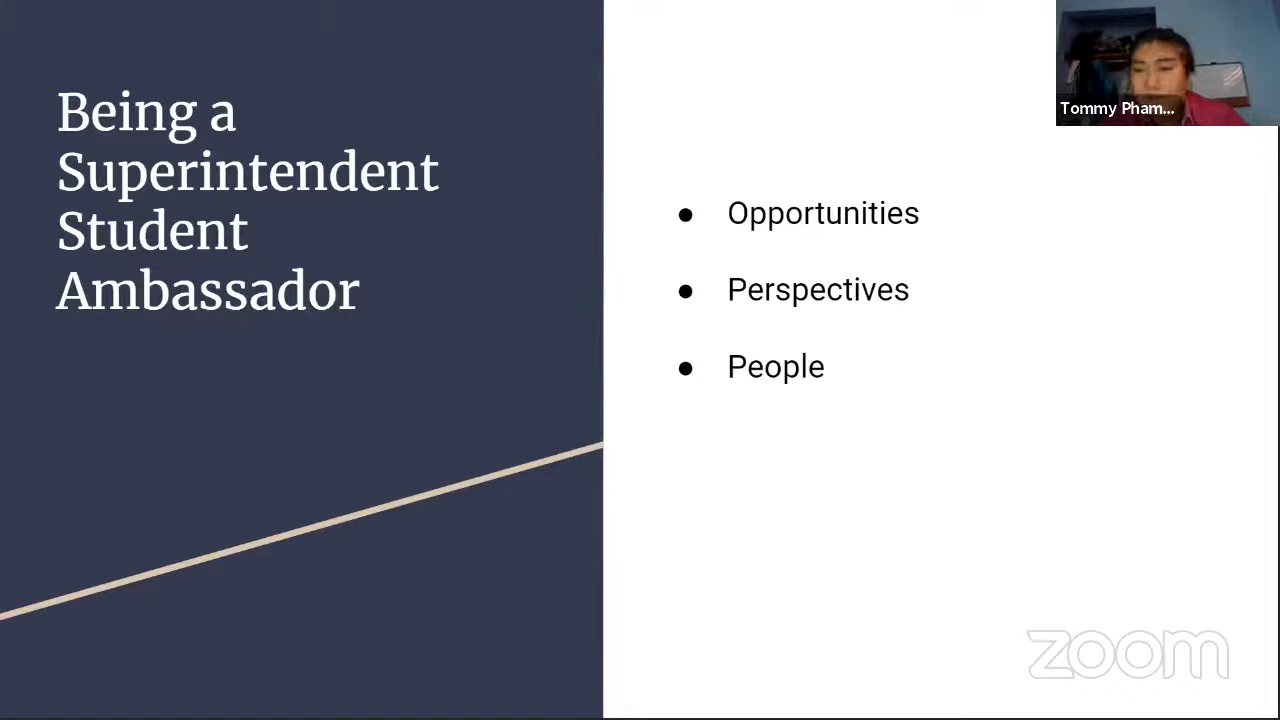 Being a
Superintendent
Student
Ambassador
Tommy Pham...
● Opportunities
● Perspectives
● People
zoom